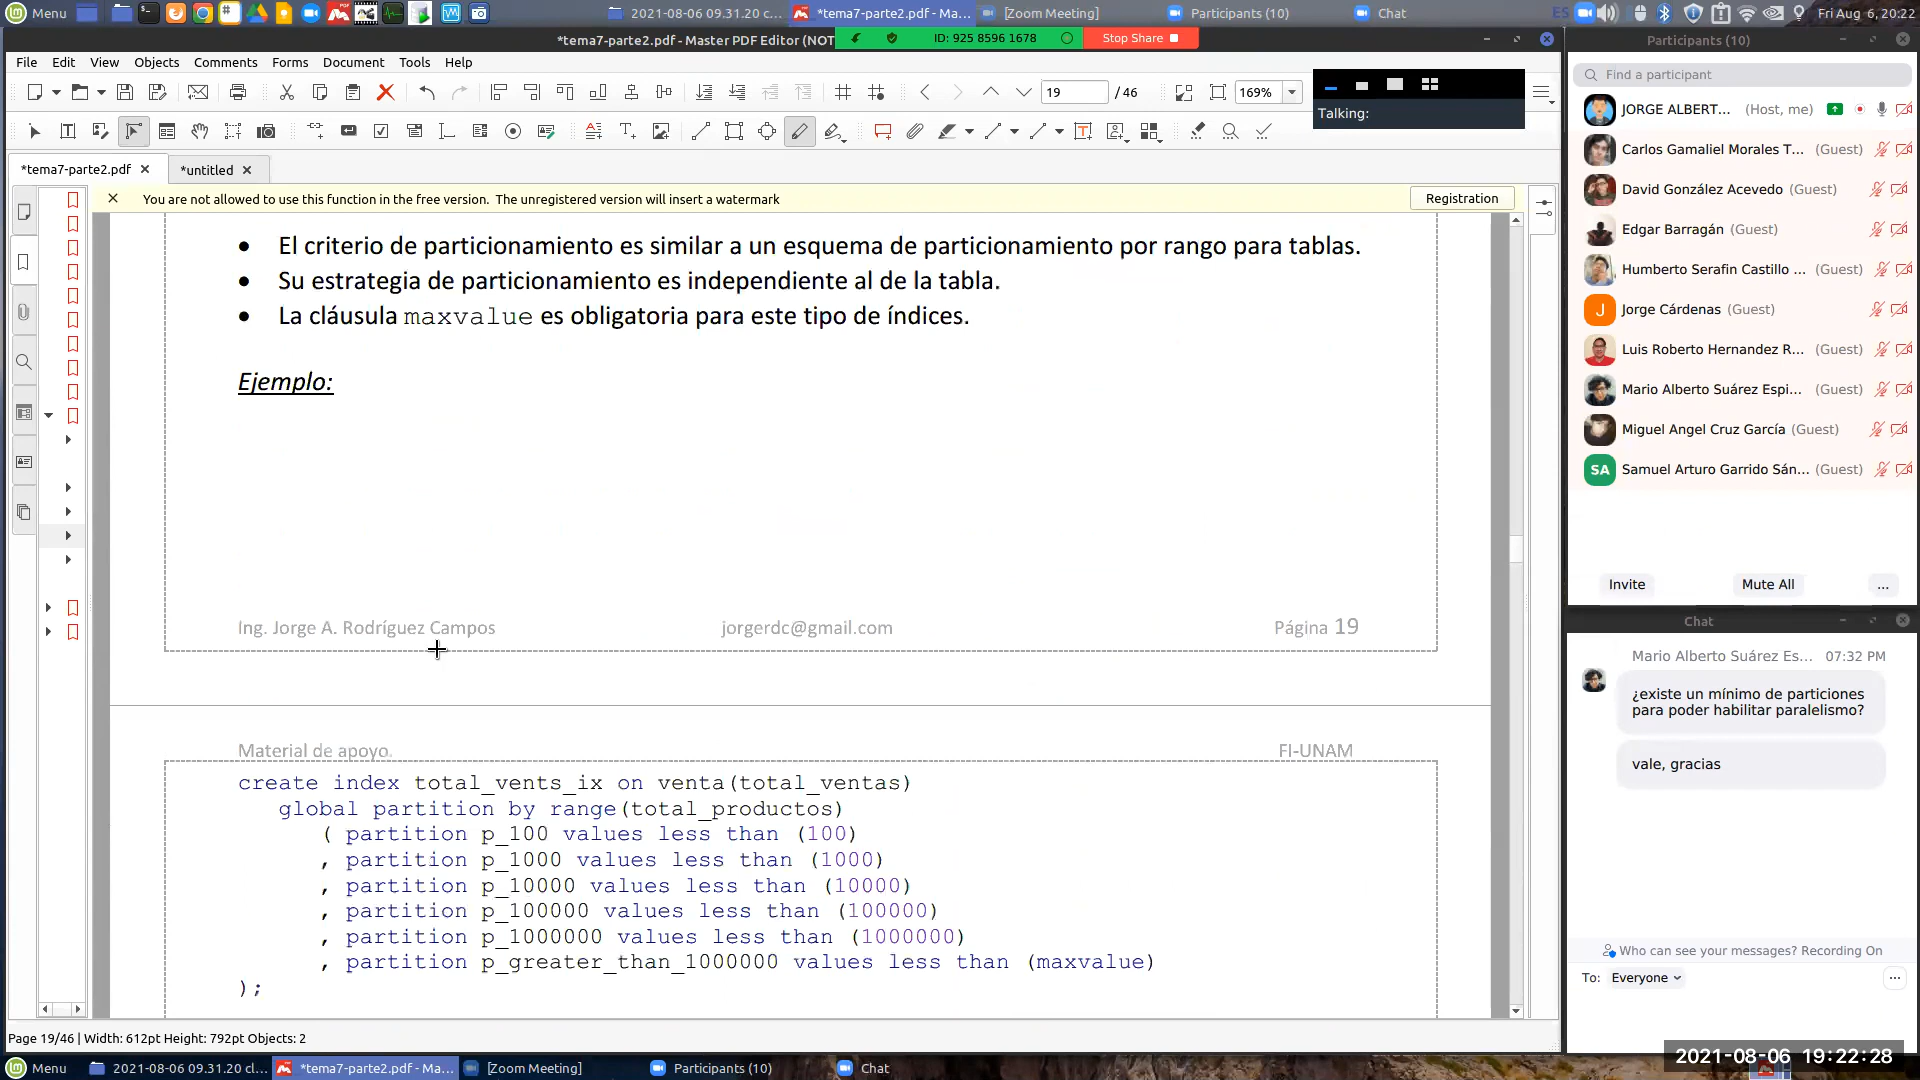 Menu
2021-08-06 09.31.20 c...
*tema7-parte2.pdf - Ma...
[Zoom Meeting]
Participants (10)
Chat
ES
Fri Aug 6, 20:22
*tema7-parte2.pdf - Master PDF Editor (NOT
ID: 925 8596 1678
Stop Share
File Edit View Objects Comments Forms Document Tools Help
19 / 46
169%
Talking:
*tema7-parte2.pdf
*untitled
You are not allowed to use this function in the free version. The unregistered version will insert a watermark
Registration
• El criterio de particionamiento es similar a un esquema de particionamiento por rango para tablas.
• Su estrategia de particionamiento es independiente al de la tabla.
• La cláusula maxvalue es obligatoria para este tipo de índices.
Ejemplo:
Ing. Jorge A. Rodríguez Campos jorgerdc@gmail.com Página 19
Material de apoyo. FI-UNAM
create index total_vents_ix on venta(total_ventas)
global partition by range(total_productos)
( partition p_100 values less than (100)
, partition p_1000 values less than (1000)
, partition p_10000 values less than (10000)
, partition p_100000 values less than (100000)
, partition p_1000000 values less than (1000000)
, partition p_greater_than_1000000 values less than (maxvalue)
);
Page 19/46 | Width: 612pt Height: 792pt Objects: 2
Participants (10)
Find a participant
JORGE ALBERT... (Host, me)
Carlos Gamaliel Morales T... (Guest)
David González Acevedo (Guest)
Edgar Barragán (Guest)
Humberto Serafin Castillo ... (Guest)
J Jorge Cárdenas (Guest)
Luis Roberto Hernandez R... (Guest)
Mario Alberto Suárez Espi... (Guest)
Miguel Angel Cruz García (Guest)
SA Samuel Arturo Garrido Sán... (Guest)
Invite
Mute All
...
Chat
Mario Alberto Suárez Es... 07:32 PM
¿existe un mínimo de particiones
para poder habilitar paralelismo?
vale, gracias
Who can see your messages? Recording On
To: Everyone
...
Menu
2021-08-06 09.31.20 cl...
*tema7-parte2.pdf - Ma...
[Zoom Meeting]
Participants (10)
Chat
2021-08-06 19:22:28